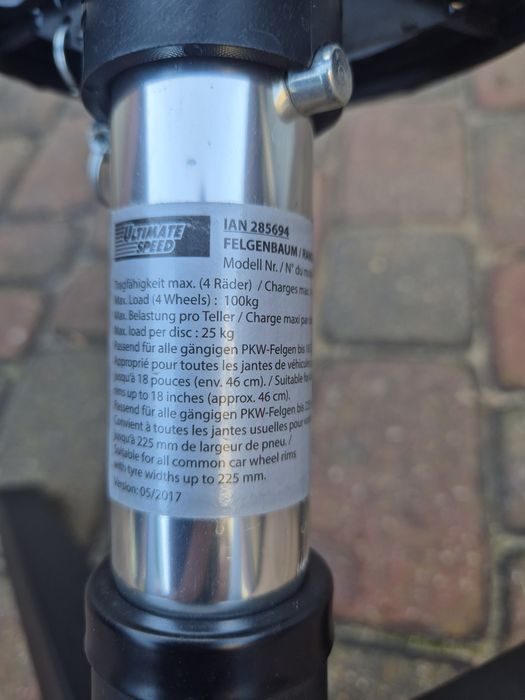 ULTIMATE
SPEED
IAN 285694
FELGENBAUM /
Modell Nr. / N° du
Tragfähigkeit max. (4 Räder) / Charges max.
Max. Load (4 Wheels) : 100kg
Max. Belastung pro Teller / Charge maxi par
Max. load per disc : 25 kg
Passend für alle gängigen PKW-Felgen bis
Approprié pour toutes les jantes de
jusqu'à 18 pouces (env. 46 cm). / Suitable for
rims up to 18 inches (approx. 46 cm).
Passend für alle gängigen PKW-Felgen bis
Convient à toutes les jantes usuelles pour
jusqu'à 225 mm de largeur de pneu. /
Suitable for all common car wheel rims
with tyre widths up to 225 mm.
Version: 05/2017